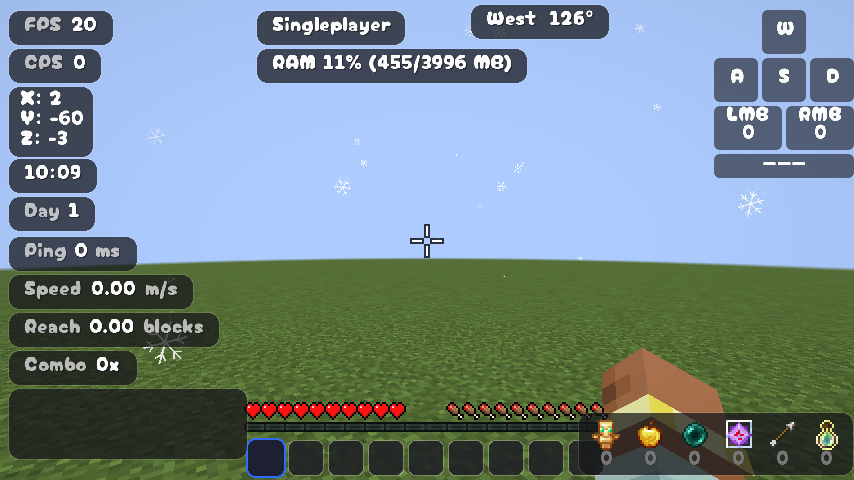 FPS 20
Singleplayer
West 126°
W
CPS 0
RAM 11% (455/3996 MB)
A S D
X: 2
Y: -60
Z: -3
LMB
0
RMB
0
10:09
---
Day 1
Ping 0 ms
Speed 0.00 m/s
Reach 0.00 blocks
Combo 0x
0 0 0 0 0 0